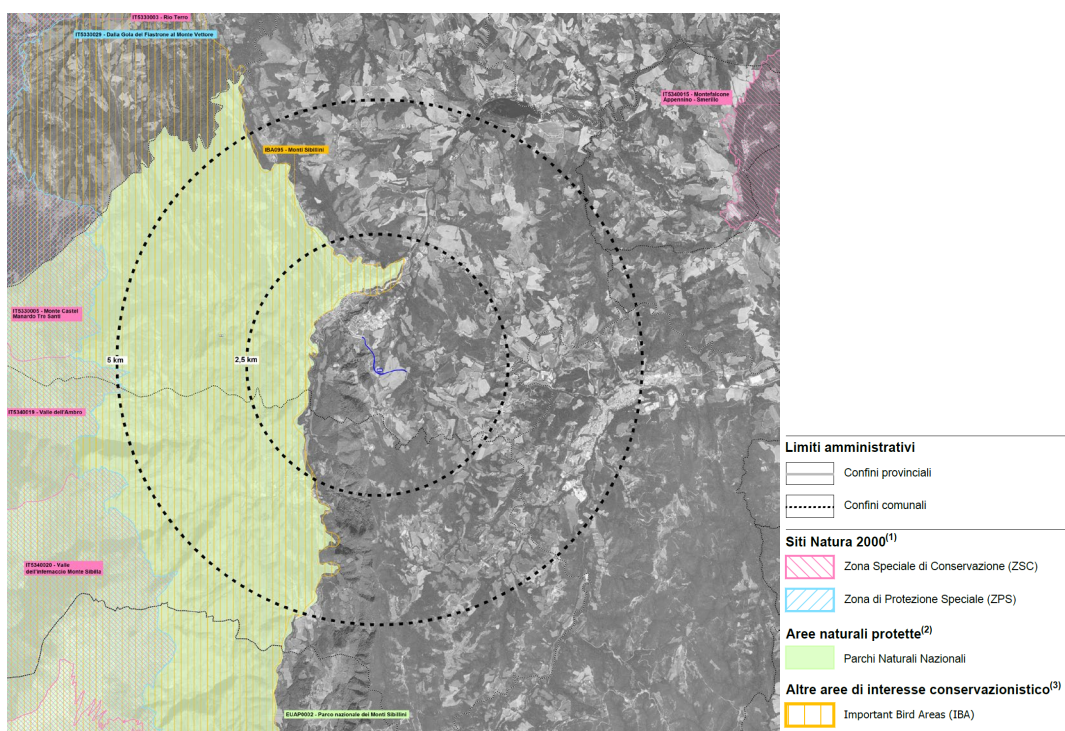 IT5330003 - Rio Terro
IT5330029 - Dalla Gola del Fiastrone al Monte Vettore
IT5340015 - Montefalcone
Appennino - Smerillo
IBA095 - Monti Sibillini
IT5330005 - Monte Castel
Manardo Tre Santi
5 km
2,5 km
IT5340019 - Valle dell'Ambro
IT5340020 - Valle
dell'infernaccio Monte Sibilla
EUAP0002 - Parco nazionale dei Monti Sibillini
Limiti amministrativi
Confini provinciali
Confini comunali
Siti Natura 2000(1)
Zona Speciale di Conservazione (ZSC)
Zona di Protezione Speciale (ZPS)
Aree naturali protette(2)
Parchi Naturali Nazionali
Altre aree di interesse conservazionistico(3)
Important Bird Areas (IBA)